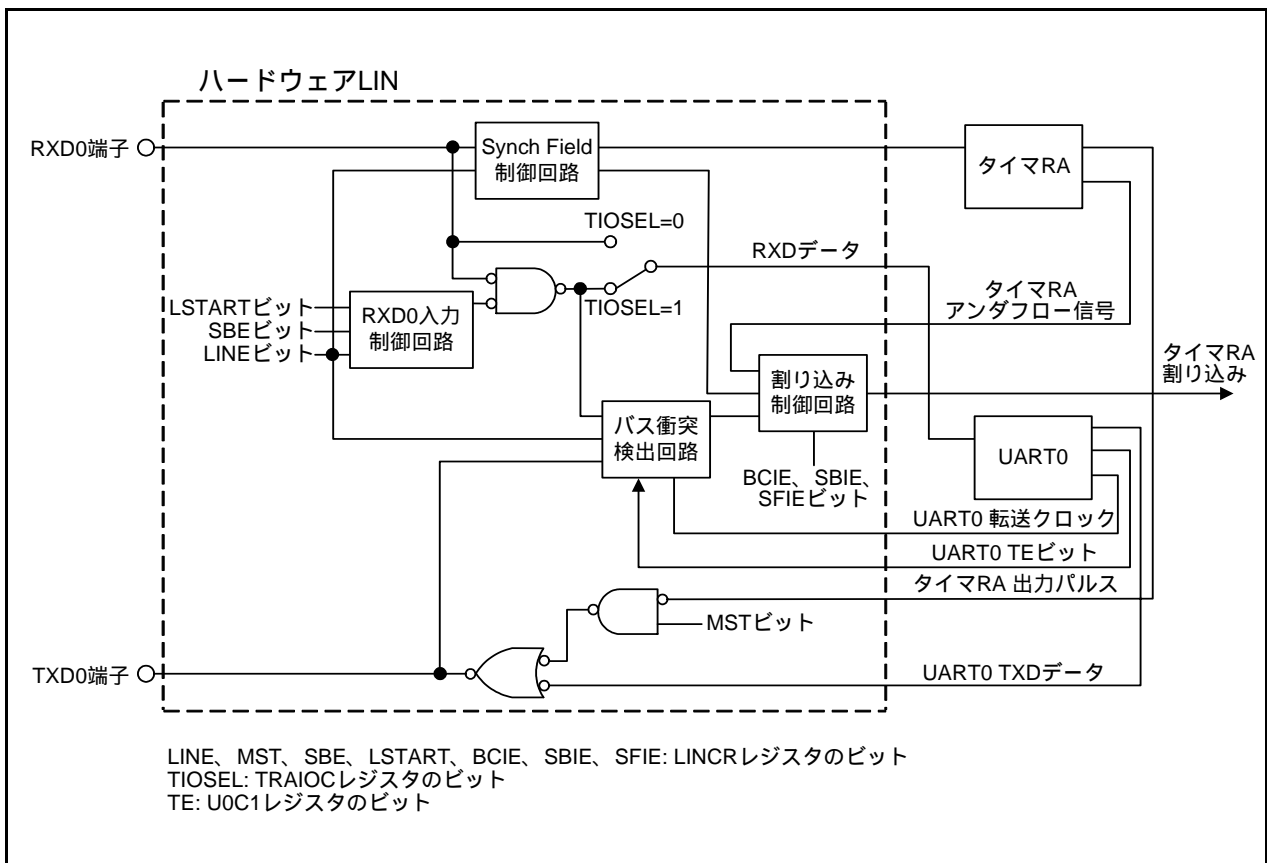 ハードウェアLIN
RXD0端子
Synch Field
制御回路
タイマRA
TIOSEL=0
RXDデータ
TIOSEL=1
LSTARTビット
SBEビット
LINEビット
RXD0入力
制御回路
タイマRA
アンダフロー信号
タイマRA
割り込み
割り込み
制御回路
バス衝突
検出回路
UART0
BCIE、SBIE、
SFIEビット
UART0 転送クロック
UART0 TEビット
タイマRA 出力パルス
MSTビット
TXD0端子
UART0 TXDデータ
LINE、MST、SBE、LSTART、BCIE、SBIE、SFIE: LINCRレジスタのビット
TIOSEL: TRAIOCレジスタのビット
TE: U0C1レジスタのビット